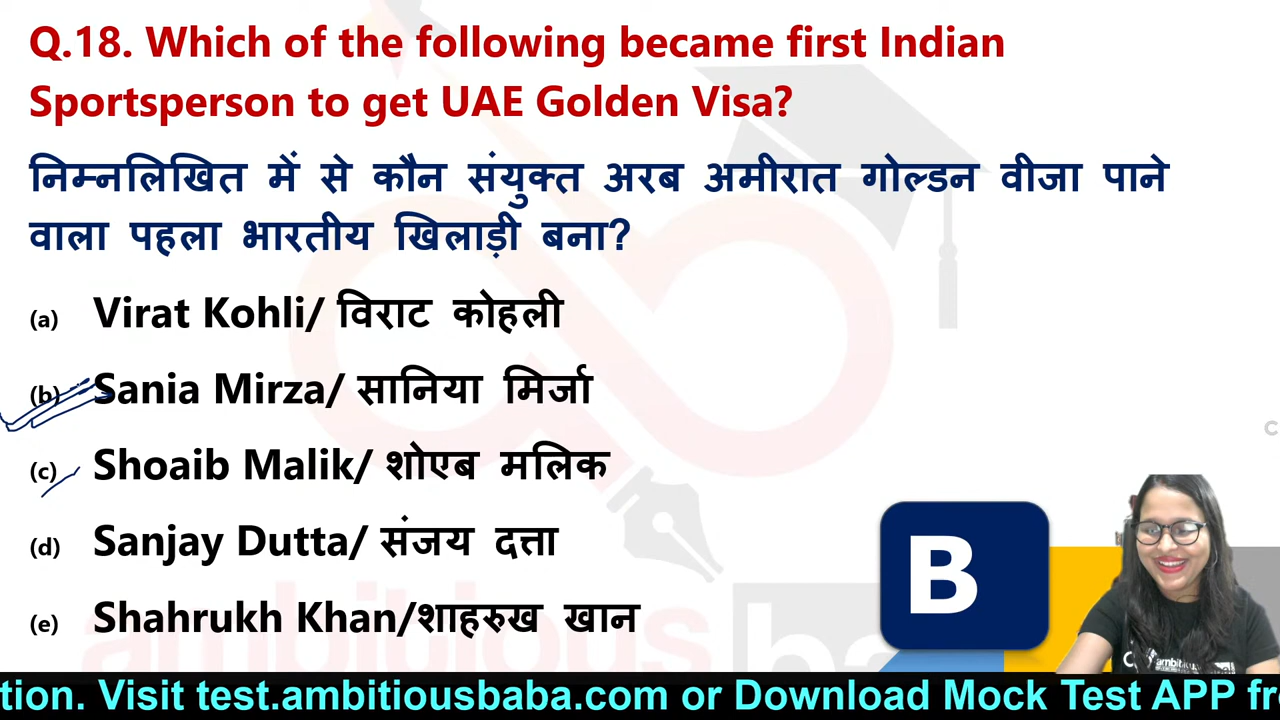 Q.18. Which of the following became first Indian
Sportsperson to get UAE Golden Visa?
निम्नलिखित में से कौन संयुक्त अरब अमीरात गोल्डन वीजा पाने
वाला पहला भारतीय खिलाड़ी बना?
(a) Virat Kohli/ विराट कोहली
(b) Sania Mirza/ सानिया मिर्जा
(c) Shoaib Malik/ शोएब मलिक
(d) Sanjay Dutta/ संजय दत्ता
(e) Shahrukh Khan/शाहरुख खान
B
ambitious
tion. Visit test.ambitiousbaba.com or Download Mock Test APP fr